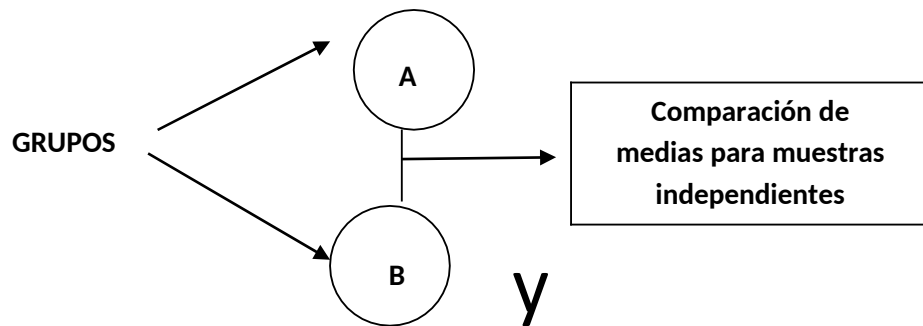 GRUPOS
A
B
Comparación de
medias para muestras
independientes
y